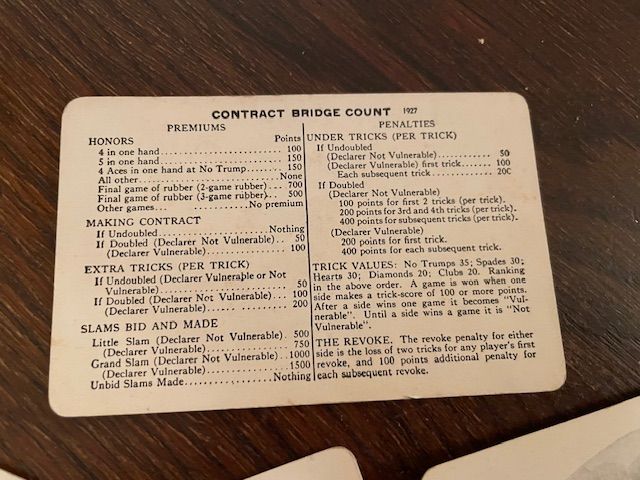 CONTRACT BRIDGE COUNT 1927
PREMIUMS
HONORS Points
4 in one hand 100
5 in one hand 150
4 Aces in one hand at No Trump 150
All other None
Final game of rubber (2-game rubber) 700
Final game of rubber (3-game rubber) 500
Other games No premium
MAKING CONTRACT
If Undoubled Nothing
If Doubled (Declarer Not Vulnerable) 50
(Declarer Vulnerable) 100
EXTRA TRICKS (PER TRICK)
If Undoubled (Declarer Vulnerable or Not
Vulnerable) 50
If Doubled (Declarer Not Vulnerable) 100
(Declarer Vulnerable) 200
SLAMS BID AND MADE
Little Slam (Declarer Not Vulnerable) 500
(Declarer Vulnerable) 750
Grand Slam (Declarer Not Vulnerable) 1000
(Declarer Vulnerable) 1500
Unbid Slams Made Nothing
PENALTIES
UNDER TRICKS (PER TRICK)
If Undoubled
(Declarer Not Vulnerable) 50
(Declarer Vulnerable) first trick 100
Each subsequent trick 200
If Doubled
(Declarer Not Vulnerable)
100 points for first 2 tricks (per trick).
200 points for 3rd and 4th tricks (per trick).
400 points for subsequent tricks (per trick).
(Declarer Vulnerable)
200 points for first trick.
400 points for each subsequent trick.
TRICK VALUES: No Trumps 35; Spades 30;
Hearts 30; Diamonds 20; Clubs 20. Ranking
in the above order. A game is won when one
side makes a trick-score of 100 or more points.
After a side wins one game it becomes "Vul-
nerable". Until a side wins a game it is "Not
Vulnerable".
THE REVOKE. The revoke penalty for either
side is the loss of two tricks for any player's first
revoke, and 100 points additional penalty for
each subsequent revoke.